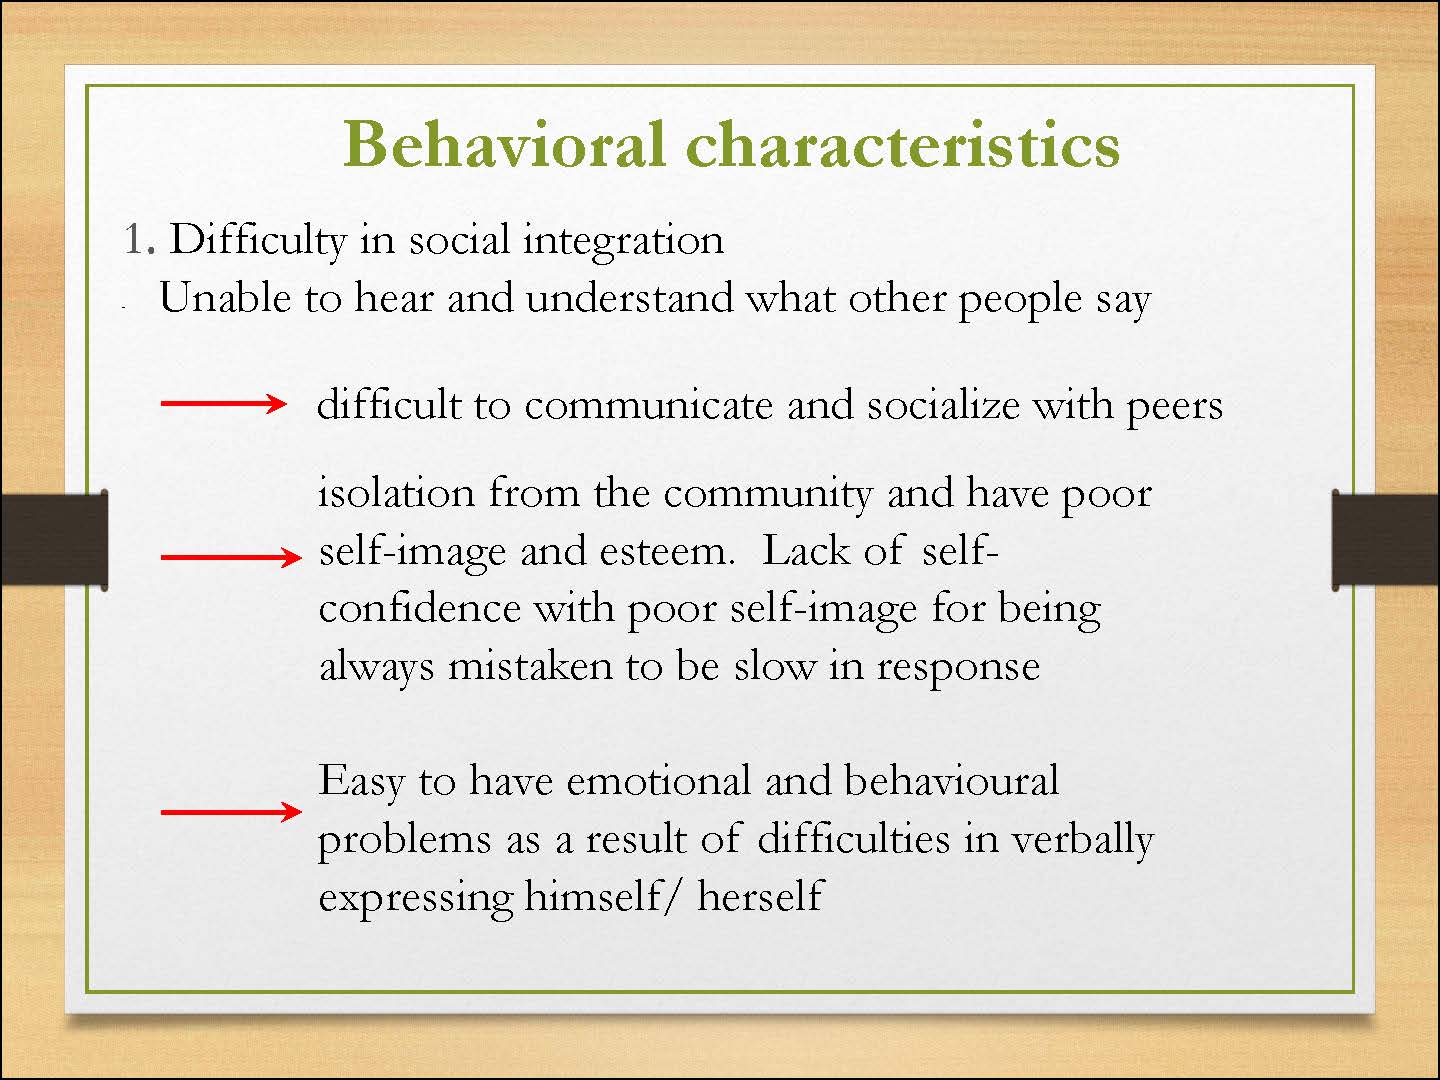 Behavioral characteristics
1. Difficulty in social integration
- Unable to hear and understand what other people say
difficult to communicate and socialize with peers
isolation from the community and have poor
self-image and esteem. Lack of self-
confidence with poor self-image for being
always mistaken to be slow in response
Easy to have emotional and behavioural
problems as a result of difficulties in verbally
expressing himself/ herself